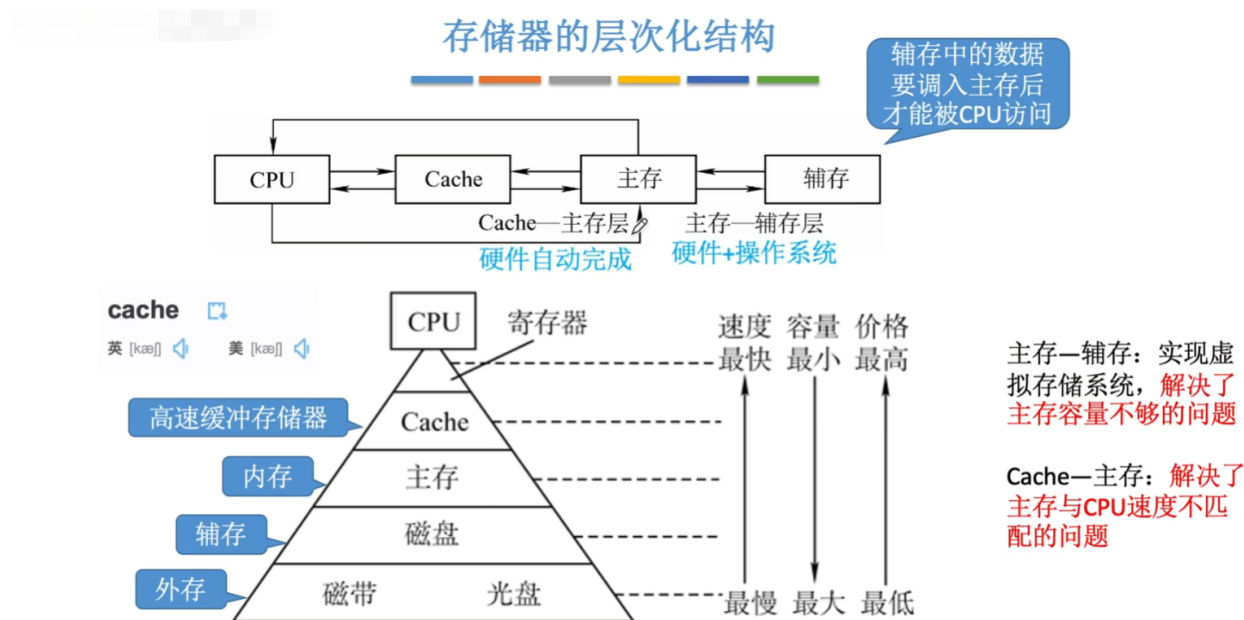 存储器的层次化结构
辅存中的数据
要调入主存后
才能被CPU访问
CPU
Cache
主存
辅存
Cache—主存层
主存—辅存层
硬件自动完成
硬件+操作系统
cache
英 [kæʃ]
美 [kæʃ]
CPU
寄存器
Cache
主存
磁盘
磁带 光盘
高速缓冲存储器
内存
辅存
外存
速度 容量 价格
最快 最小 最高
最慢 最大 最低
主存—辅存：实现虚
拟存储系统，解决了
主存容量不够的问题
Cache—主存：解决了
主存与CPU速度不匹
配的问题